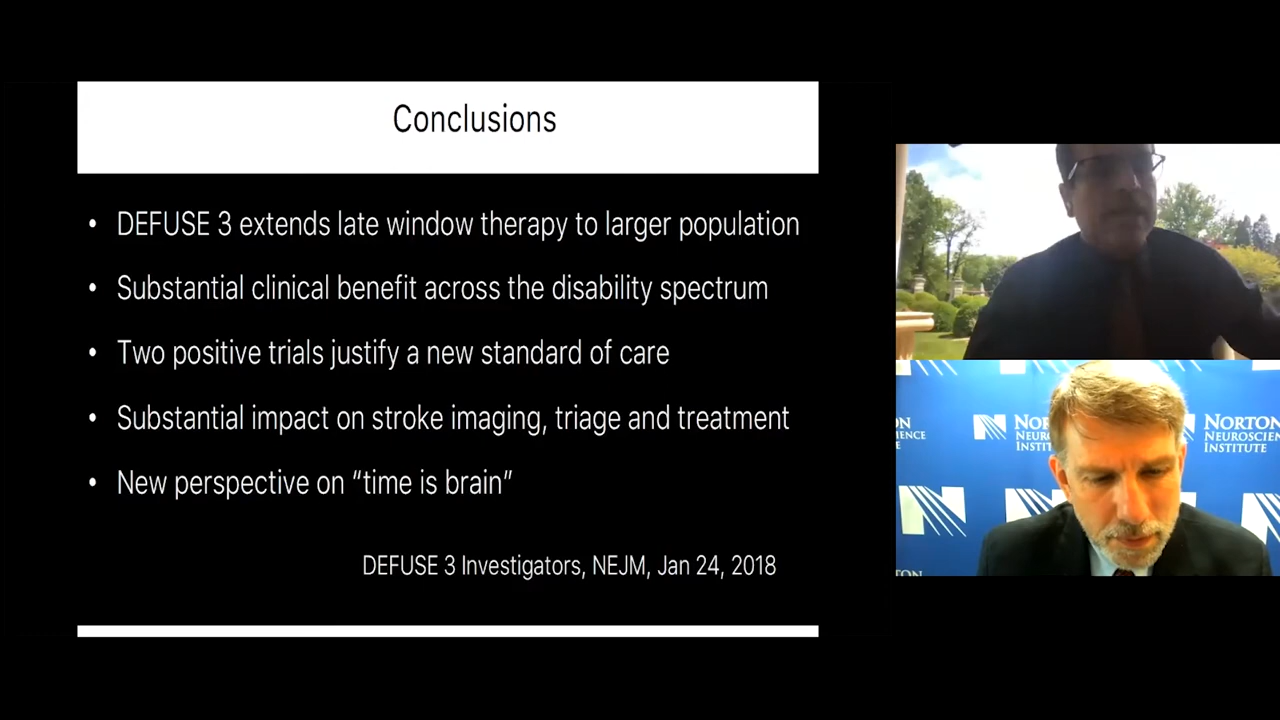 Conclusions
• DEFUSE 3 extends late window therapy to larger population
• Substantial clinical benefit across the disability spectrum
• Two positive trials justify a new standard of care
• Substantial impact on stroke imaging, triage and treatment
• New perspective on “time is brain”
DEFUSE 3 Investigators, NEJM, Jan 24, 2018
NORTON
NEUROSCIENCE
INSTITUTE